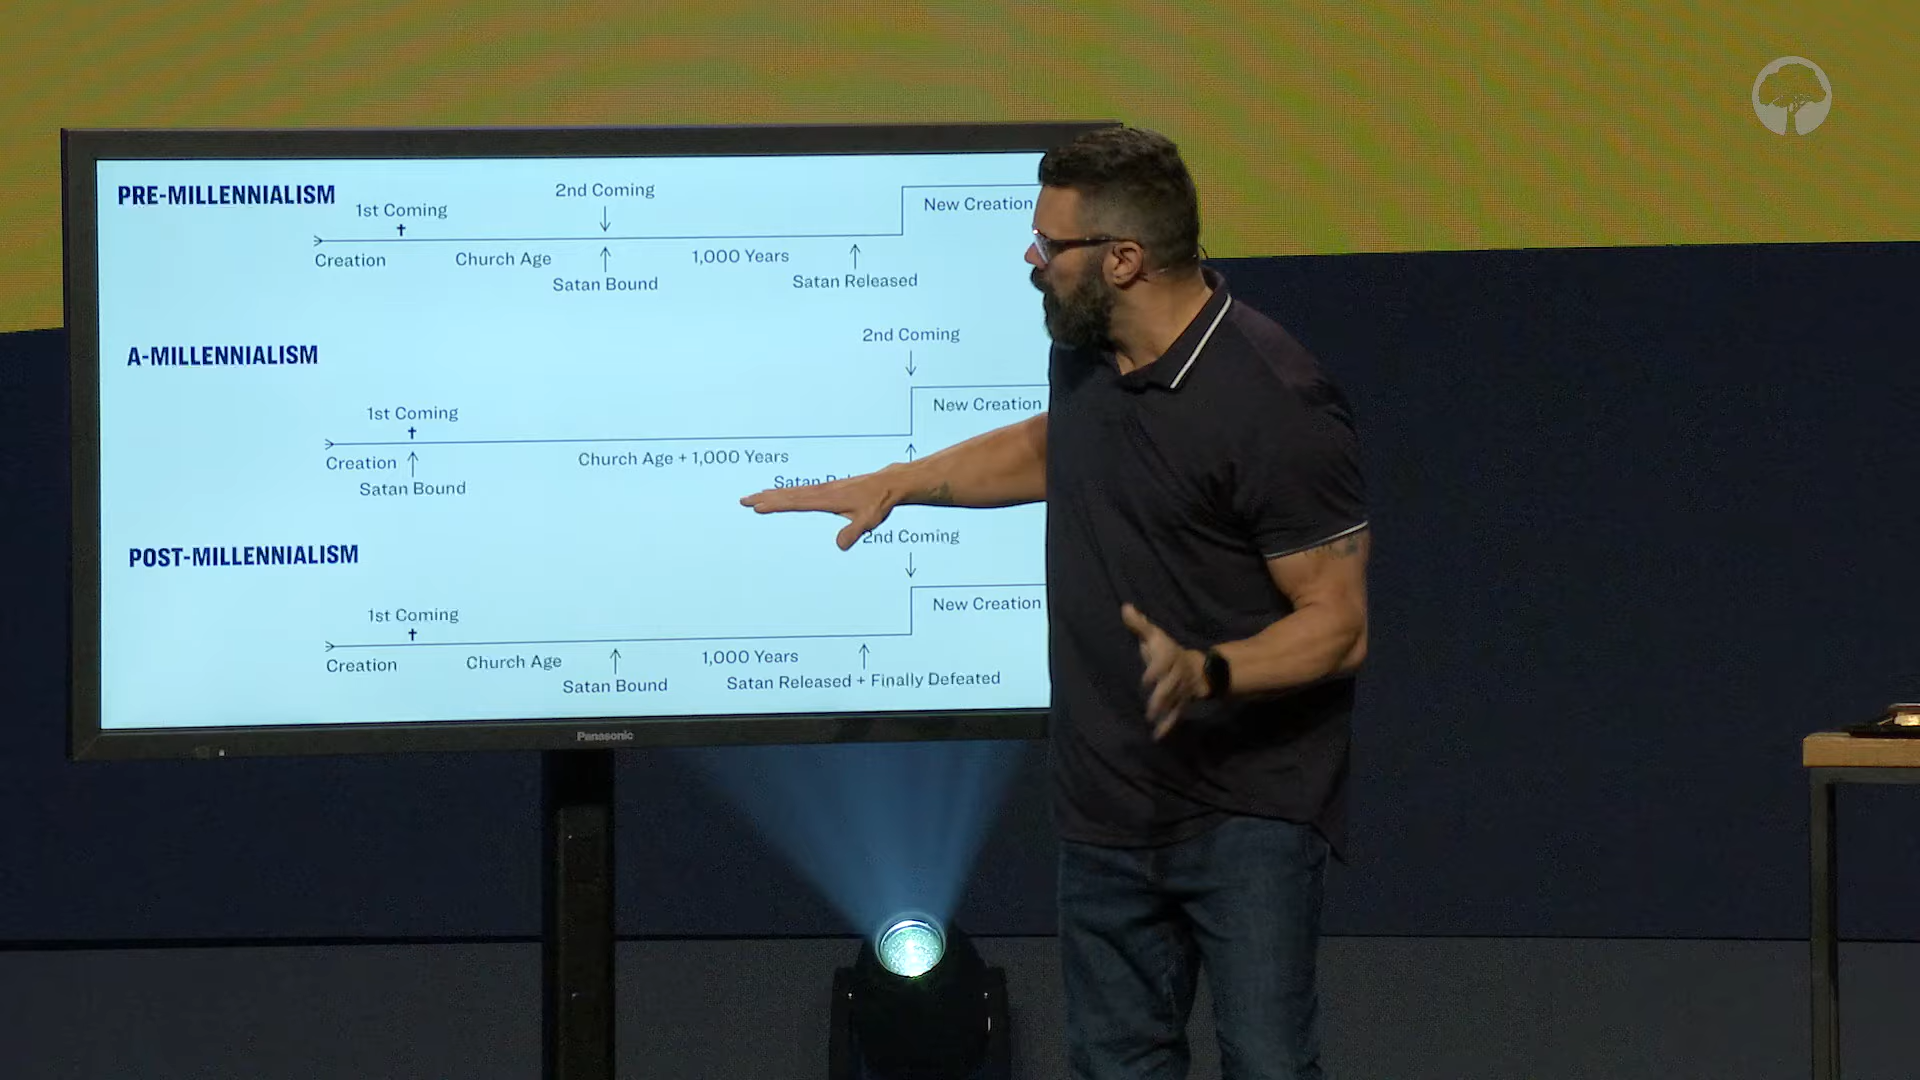 PRE-MILLENNIALISM
2nd Coming
1st Coming
New Creation
Creation
Church Age
1,000 Years
Satan Bound
Satan Released
A-MILLENNIALISM
2nd Coming
1st Coming
New Creation
Creation
Church Age + 1,000 Years
Satan Bound
Satan
POST-MILLENNIALISM
2nd Coming
1st Coming
New Creation
Creation
Church Age
1,000 Years
Satan Bound
Satan Released + Finally Defeated
Panasonic